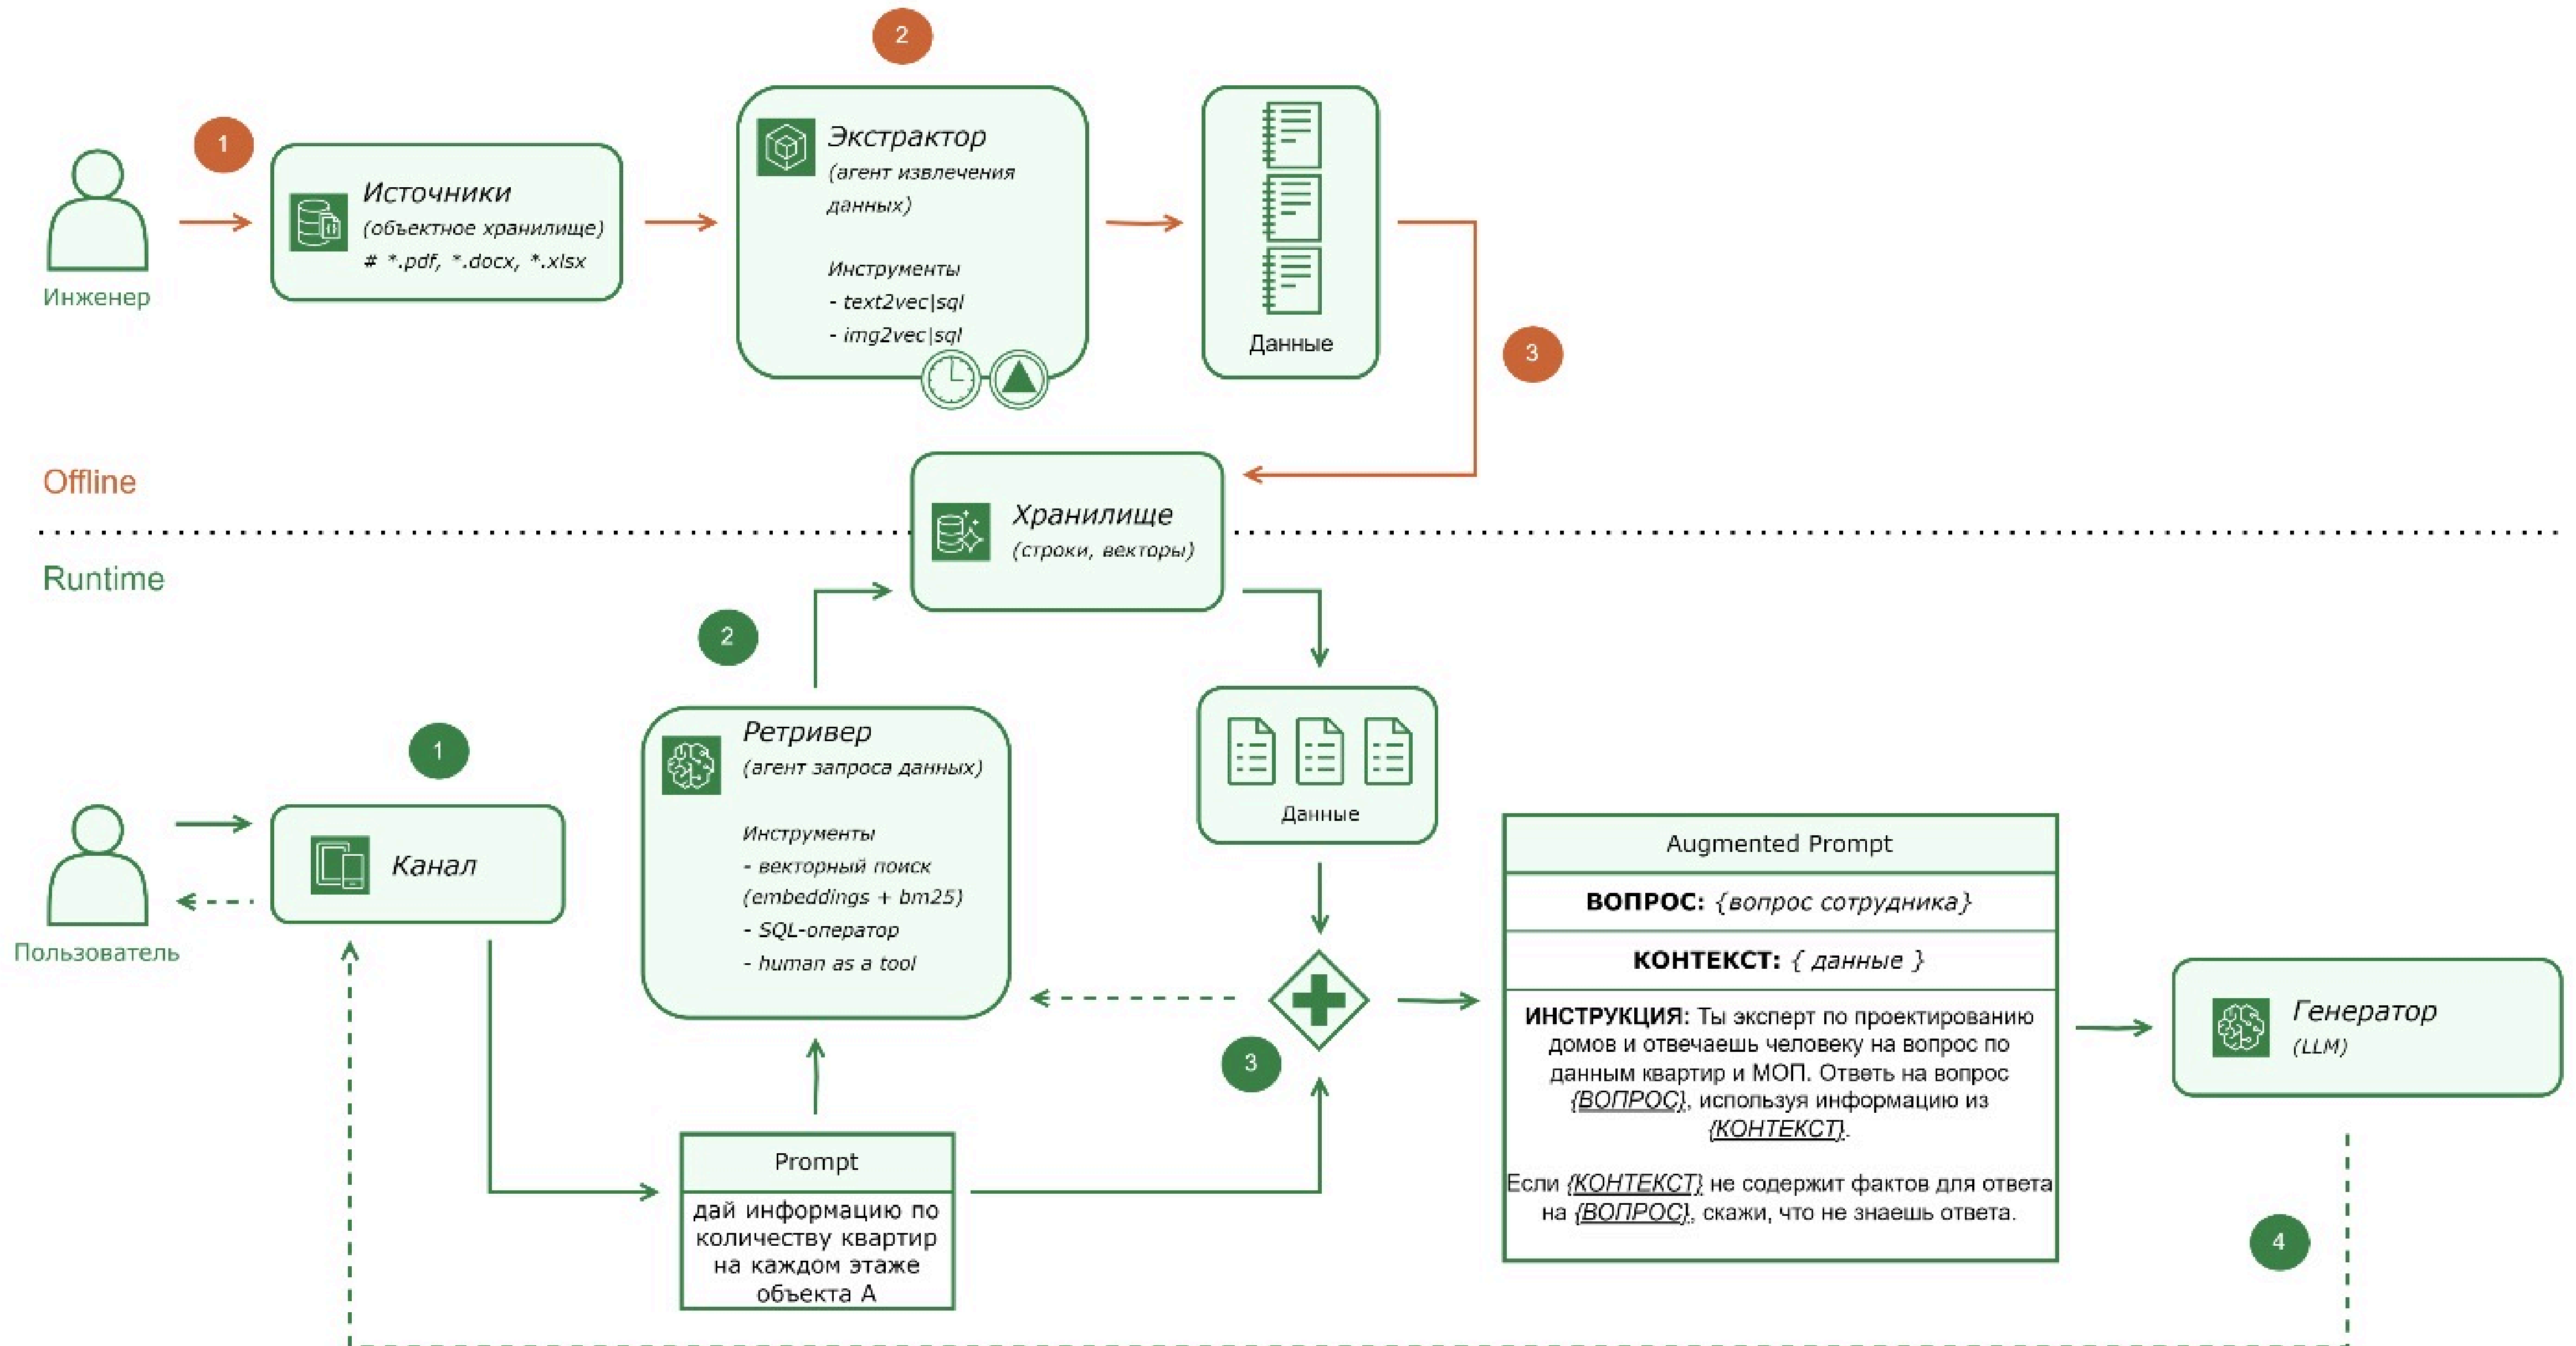 2
1
Экстрактор
(агент извлечения
данных)
Инструменты
- text2vec|sql
- img2vec|sql
Источники
(объектное хранилище)
# *.pdf, *.docx, *.xlsx
Инженер
Данные
3
Offline
Хранилище
(строки, векторы)
Runtime
2
1
Ретривер
(агент запроса данных)
Инструменты
- векторный поиск
(embeddings + bm25)
- SQL-оператор
- human as a tool
Данные
Канал
Пользователь
Augmented Prompt
ВОПРОС: {вопрос сотрудника}
КОНТЕКСТ: { данные }
ИНСТРУКЦИЯ: Ты эксперт по проектированию
домов и отвечаешь человеку на вопрос по
данным квартир и МОП. Ответь на вопрос
{ВОПРОС}, используя информацию из
{КОНТЕКСТ}.
Если {КОНТЕКСТ} не содержит фактов для ответа
на {ВОПРОС}, скажи, что не знаешь ответа.
Генератор
(LLM)
3
Prompt
дай информацию по
количеству квартир
на каждом этаже
объекта А
4